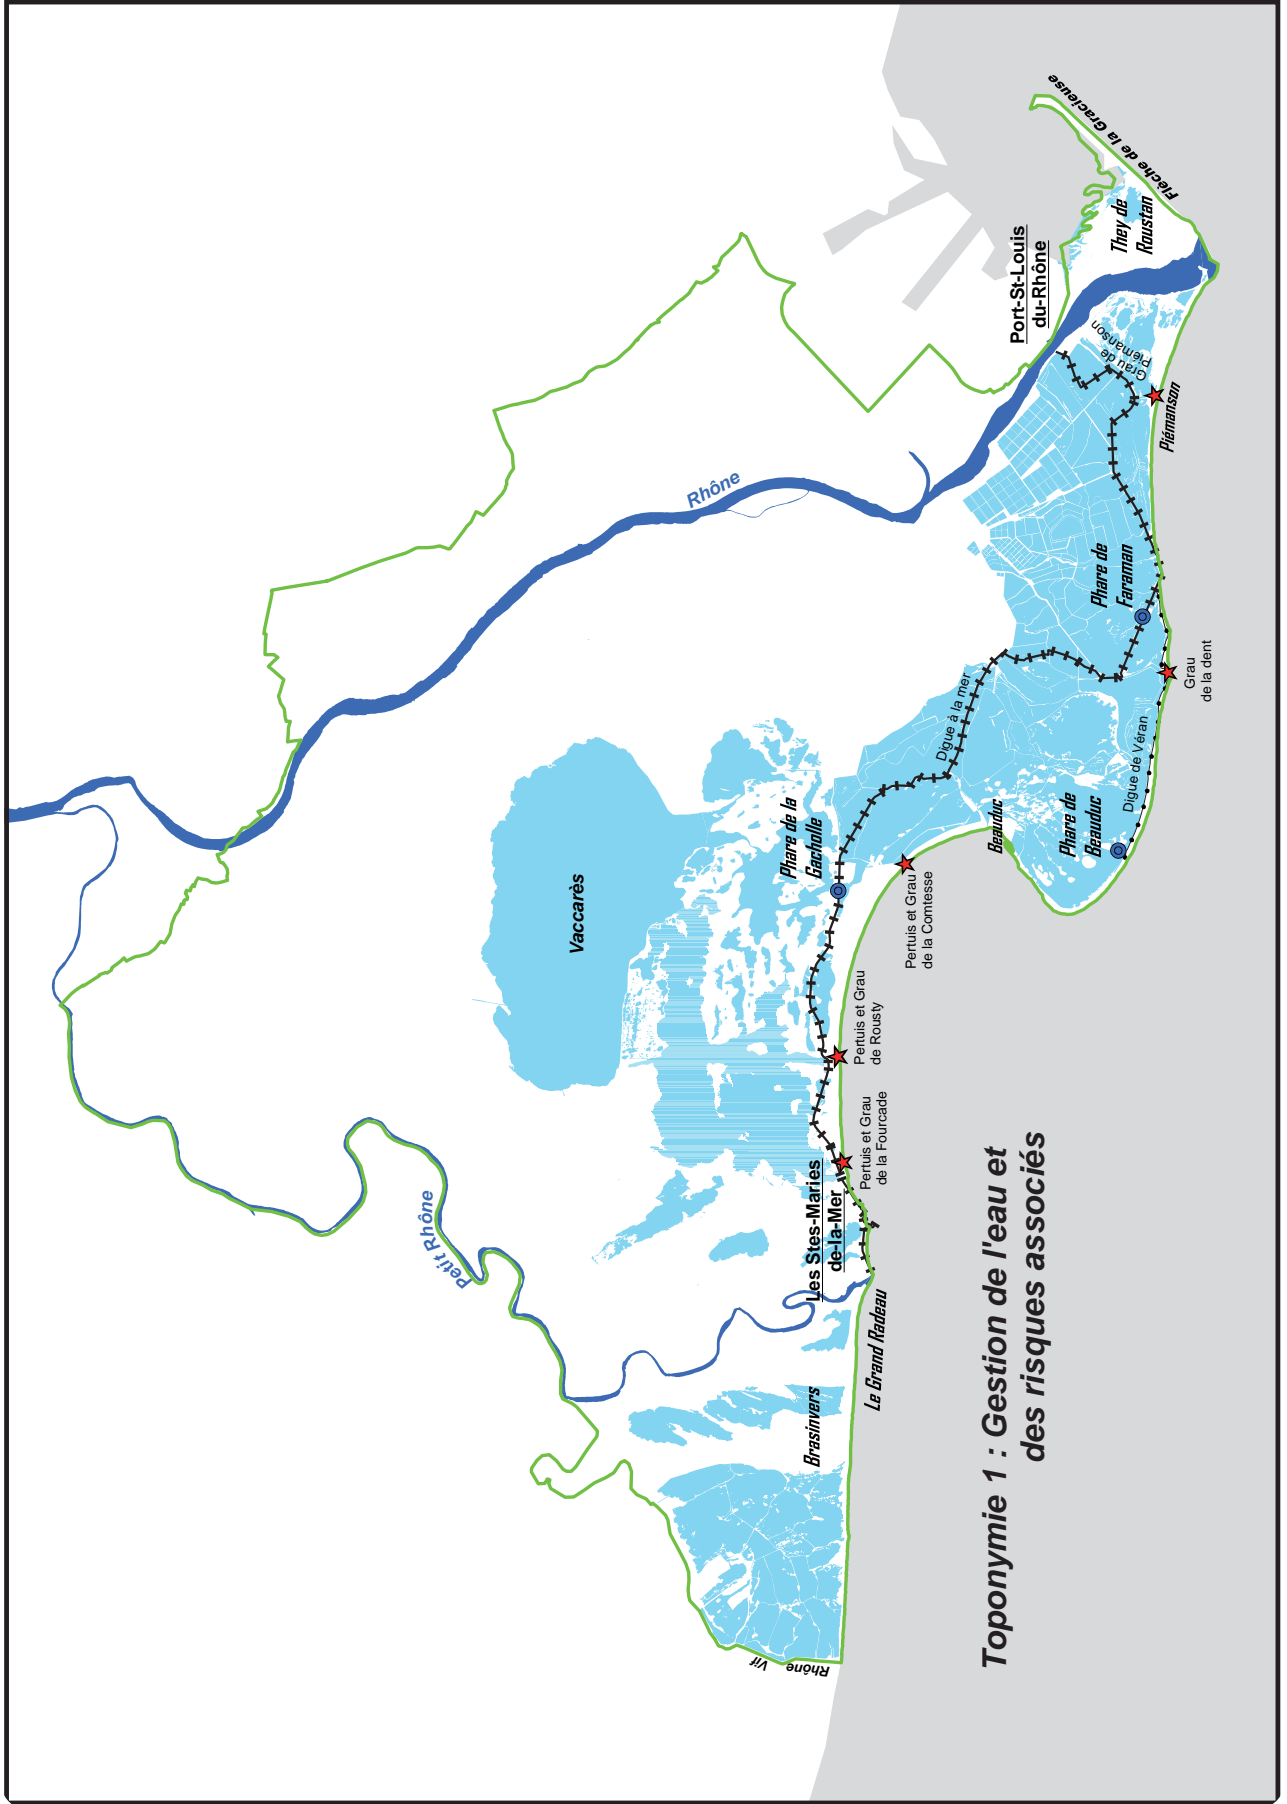 Toponymie 1 : Gestion de l'eau et
des risques associés
Rhône
Vif
Brasinvers
Le Grand Radeau
Petit Rhône
Les Stes-Maries
de-la-Mer
Pertuis et Grau
de la Fourcade
Pertuis et Grau
de Rousty
Pertuis et Grau
de la Comtesse
Vaccarès
Phare de la
Gacholle
Beauduc
Phare de
Beauduc
Digue de Véran
Digue à la mer
Grau
de la dent
Phare de
Faraman
Rhône
Piémanson
Grau de
Piémanson
Port-St-Louis
du-Rhône
They de
Roustan
Flèche de la Gracieuse